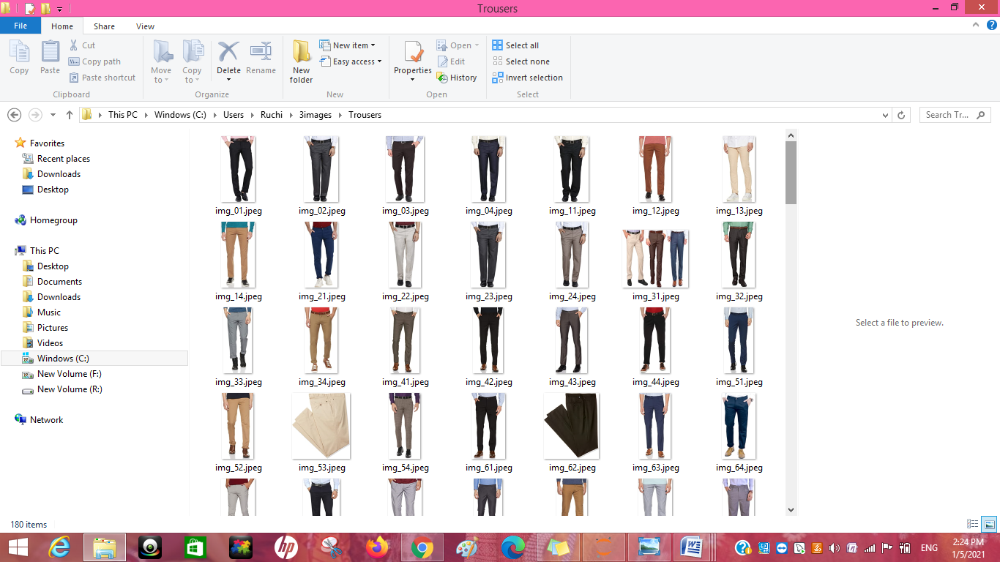 Trousers
File Home Share View
Copy Paste Cut Copy path Paste shortcut
Clipboard
Move to Copy to Delete Rename
Organize
New folder New item Easy access
New
Properties Open Edit History
Open
Select all Select none Invert selection
Select
This PC Windows (C:) Users Ruchi 3images Trousers
Search Tr...
Favorites
Recent places
Downloads
Desktop
Homegroup
This PC
Desktop
Documents
Downloads
Music
Pictures
Videos
Windows (C:)
New Volume (F:)
New Volume (R:)
Network
img_01.jpeg img_02.jpeg img_03.jpeg img_04.jpeg img_11.jpeg img_12.jpeg img_13.jpeg
img_14.jpeg img_21.jpeg img_22.jpeg img_23.jpeg img_24.jpeg img_31.jpeg img_32.jpeg
img_33.jpeg img_34.jpeg img_41.jpeg img_42.jpeg img_43.jpeg img_44.jpeg img_51.jpeg
img_52.jpeg img_53.jpeg img_54.jpeg img_61.jpeg img_62.jpeg img_63.jpeg img_64.jpeg
Select a file to preview.
180 items
hp
ENG
2:24 PM
1/5/2021